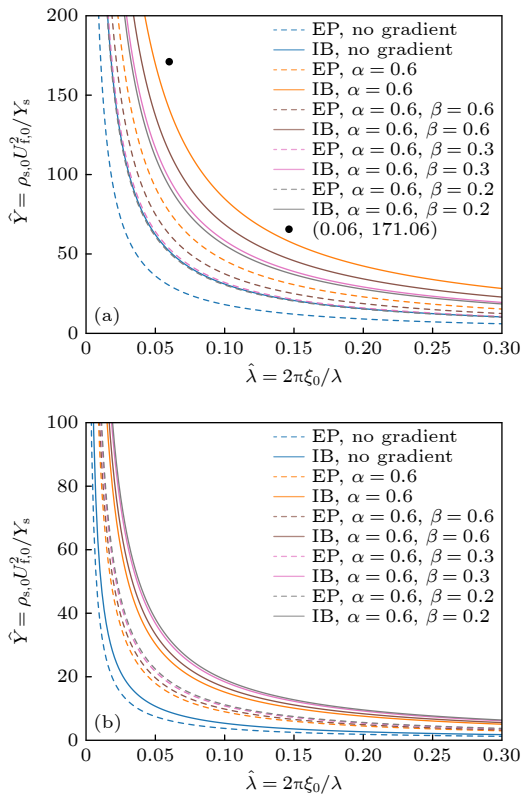 200
150
100
50
0
Ŷ = ρs,0 U²f,0/Ys
EP, no gradient
IB, no gradient
EP, α = 0.6
IB, α = 0.6
EP, α = 0.6, β = 0.6
IB, α = 0.6, β = 0.6
EP, α = 0.6, β = 0.3
IB, α = 0.6, β = 0.3
EP, α = 0.6, β = 0.2
IB, α = 0.6, β = 0.2
(0.06, 171.06)
(a)
0 0.05 0.10 0.15 0.20 0.25 0.30
λ̂ = 2πξ0/λ
100
80
60
40
20
0
Ŷ = ρs,0 U²f,0/Ys
EP, no gradient
IB, no gradient
EP, α = 0.6
IB, α = 0.6
EP, α = 0.6, β = 0.6
IB, α = 0.6, β = 0.6
EP, α = 0.6, β = 0.3
IB, α = 0.6, β = 0.3
EP, α = 0.6, β = 0.2
IB, α = 0.6, β = 0.2
(b)
0 0.05 0.10 0.15 0.20 0.25 0.30
λ̂ = 2πξ0/λ